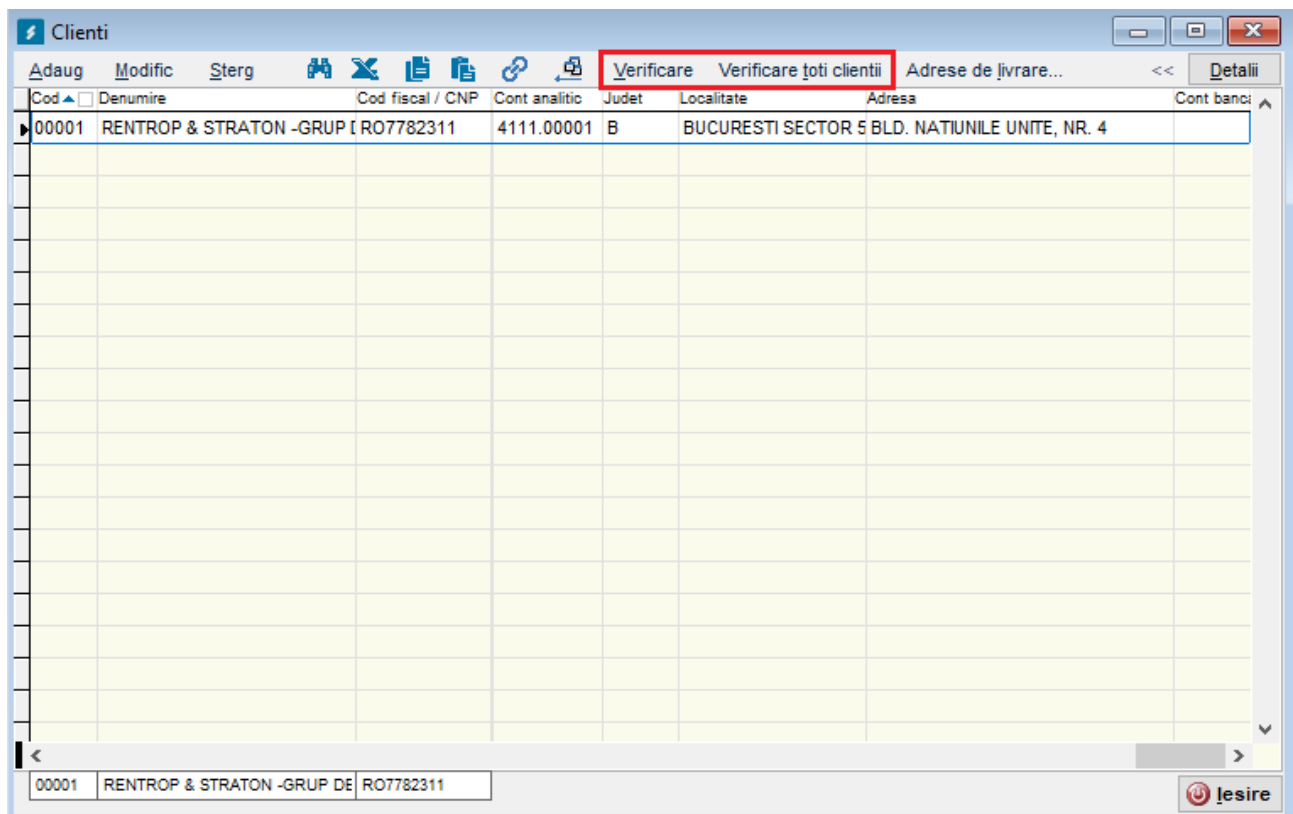 Clienti
Adaug Modific Sterg Verificare Verificare toti clientii Adrese de livrare... << Detalii
Cod Denumire Cod fiscal / CNP Cont analitic Judet Localitate Adresa Cont banca
00001 RENTROP & STRATON -GRUP D RO7782311 4111.00001 B BUCURESTI SECTOR 5 BLD. NATIUNILE UNITE, NR. 4
00001 RENTROP & STRATON -GRUP DE RO7782311
Iesire